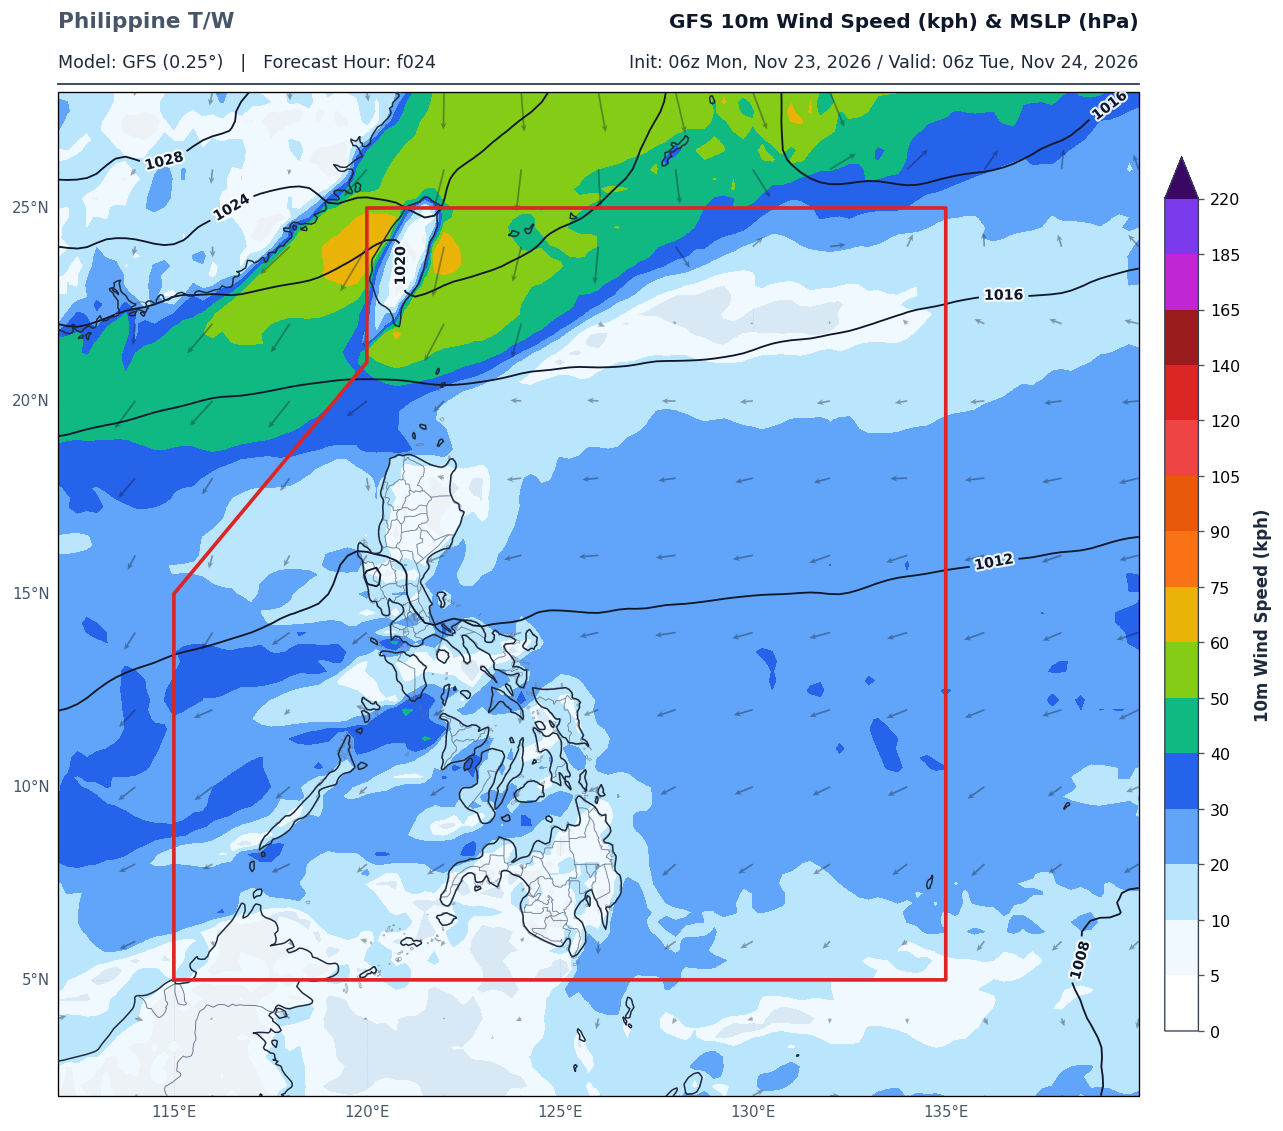 Philippine T/W
GFS 10m Wind Speed (kph) & MSLP (hPa)
Model: GFS (0.25°)   |   Forecast Hour: f024
Init: 06z Mon, Nov 23, 2026 / Valid: 06z Tue, Nov 24, 2026
1016
1028
1024
1020
1016
1012
1008
25°N
20°N
15°N
10°N
5°N
115°E
120°E
125°E
130°E
135°E
220
185
165
140
120
105
90
75
60
50
40
30
20
10
5
0
10m Wind Speed (kph)